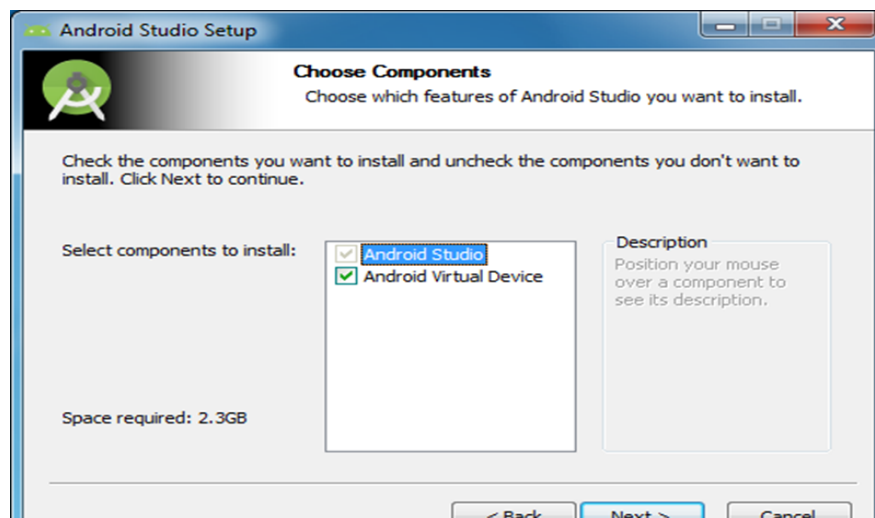 Android Studio Setup
Choose Components
Choose which features of Android Studio you want to install.
Check the components you want to install and uncheck the components you don't want to
install. Click Next to continue.
Select components to install:
Android Studio
Android Virtual Device
Description
Position your mouse
over a component to
see its description.
Space required: 2.3GB
< Back
Next >
Cancel